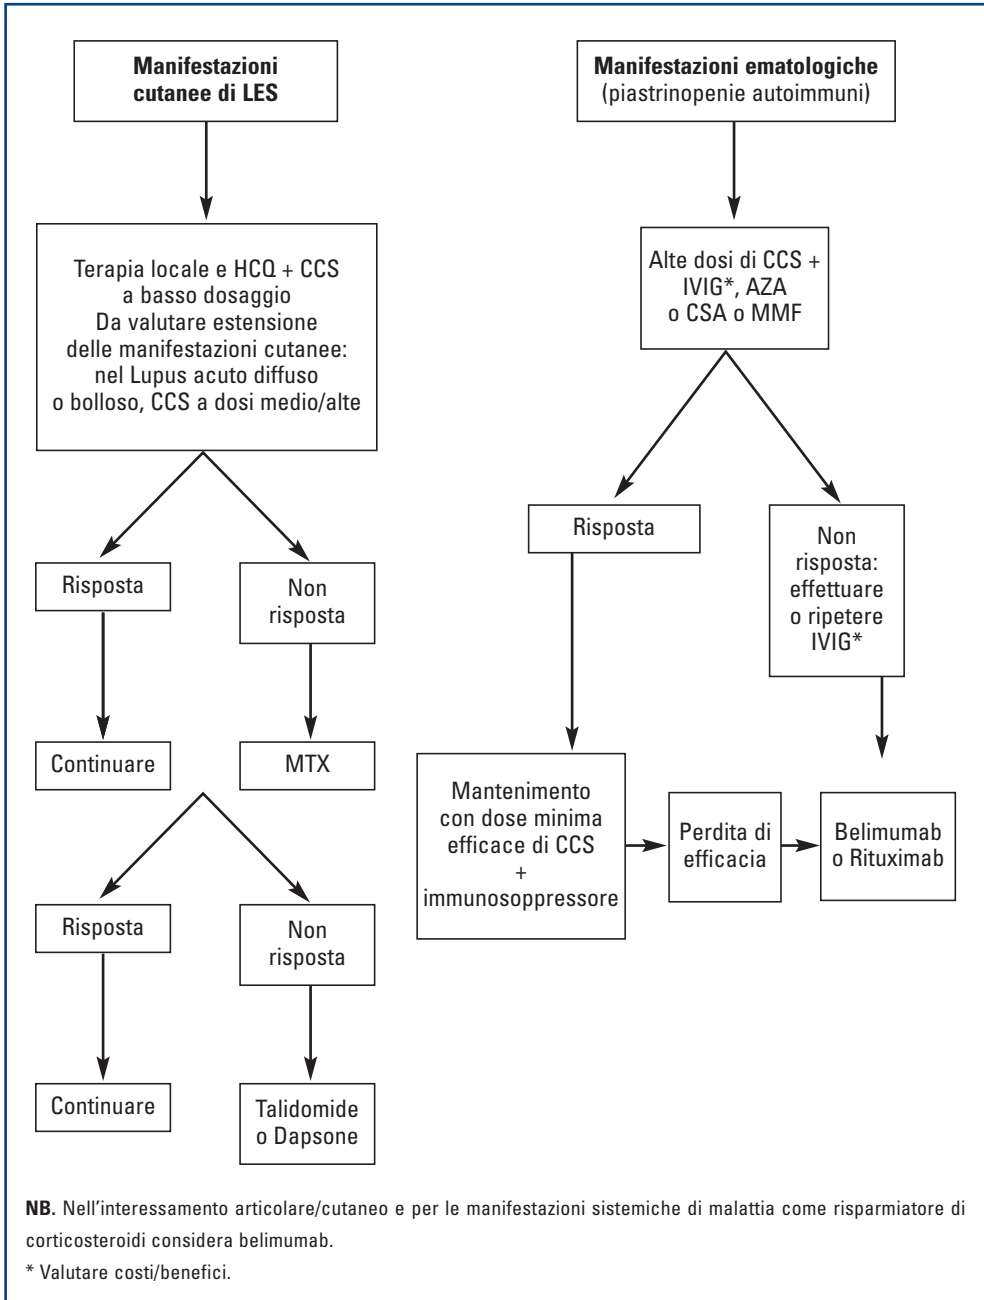 Manifestazioni
cutanee di LES
Terapia locale e HCQ + CCS
a basso dosaggio
Da valutare estensione
delle manifestazioni cutanee:
nel Lupus acuto diffuso
o bolloso, CCS a dosi medio/alte
Risposta
Non
risposta
Continuare
MTX
Risposta
Non
risposta
Continuare
Talidomide
o Dapsone
Manifestazioni ematologiche
(piastrinopenie autoimmuni)
Alte dosi di CCS +
IVIG*, AZA
o CSA o MMF
Risposta
Non
risposta:
effettuare
o ripetere
IVIG*
Mantenimento
con dose minima
efficace di CCS
+
immunosoppressore
Perdita di
efficacia
Belimumab
o Rituximab
NB. Nell'interessamento articolare/cutaneo e per le manifestazioni sistemiche di malattia come risparmiatore di
corticosteroidi considera belimumab.
* Valutare costi/benefici.